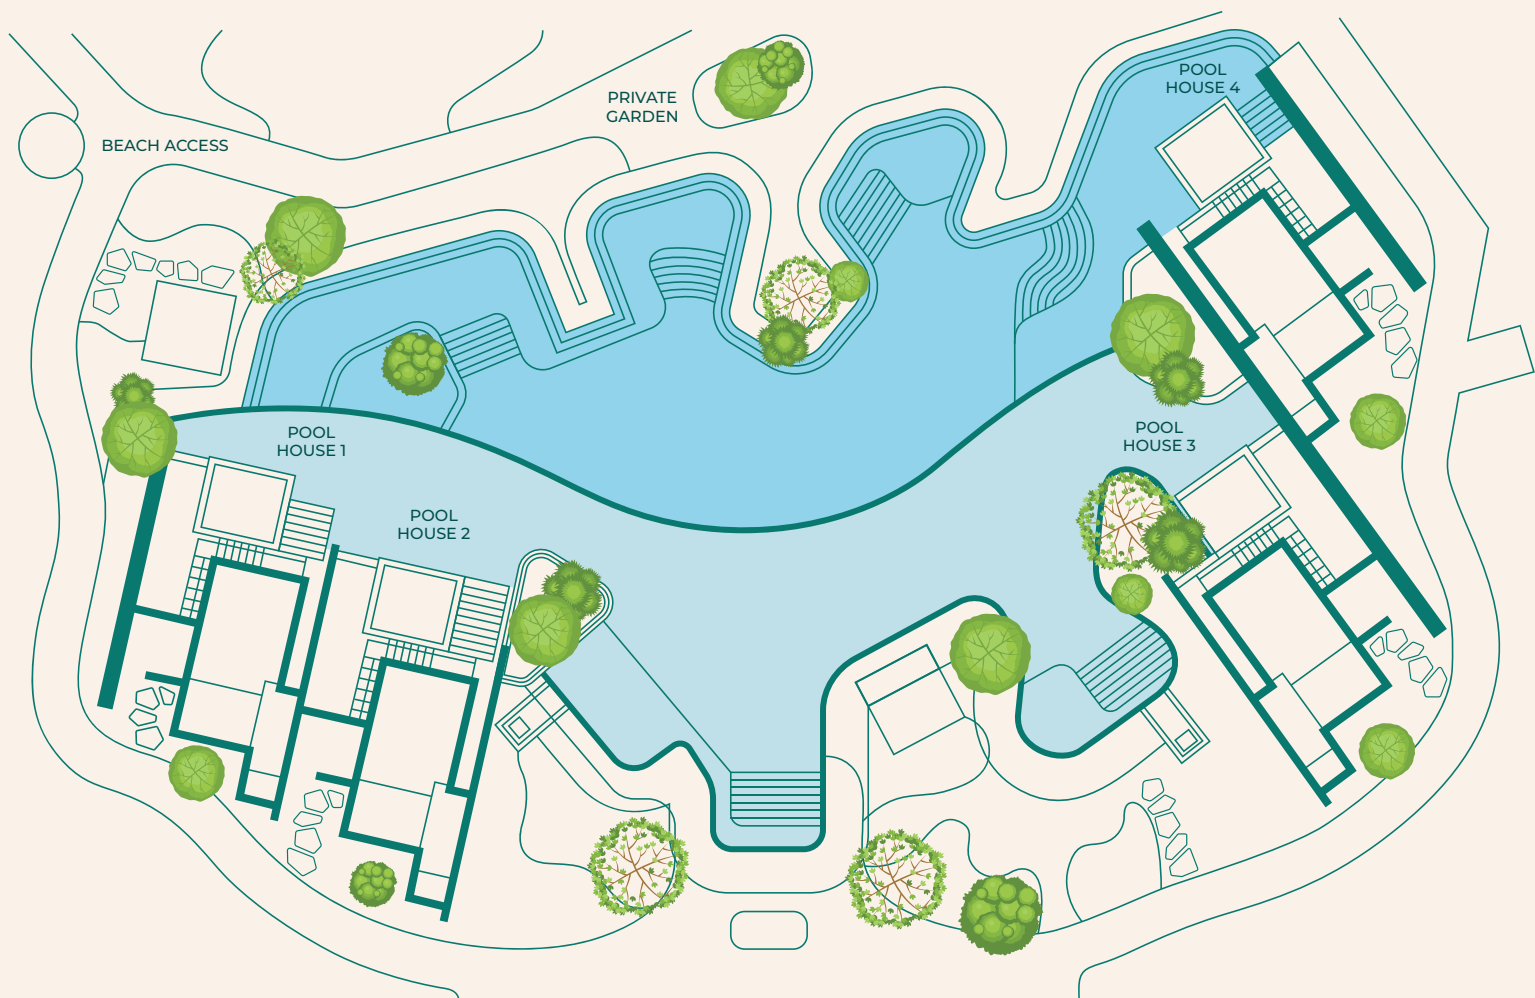 POOL
HOUSE 4
PRIVATE
GARDEN
BEACH ACCESS
POOL
HOUSE 1
POOL
HOUSE 3
POOL
HOUSE 2